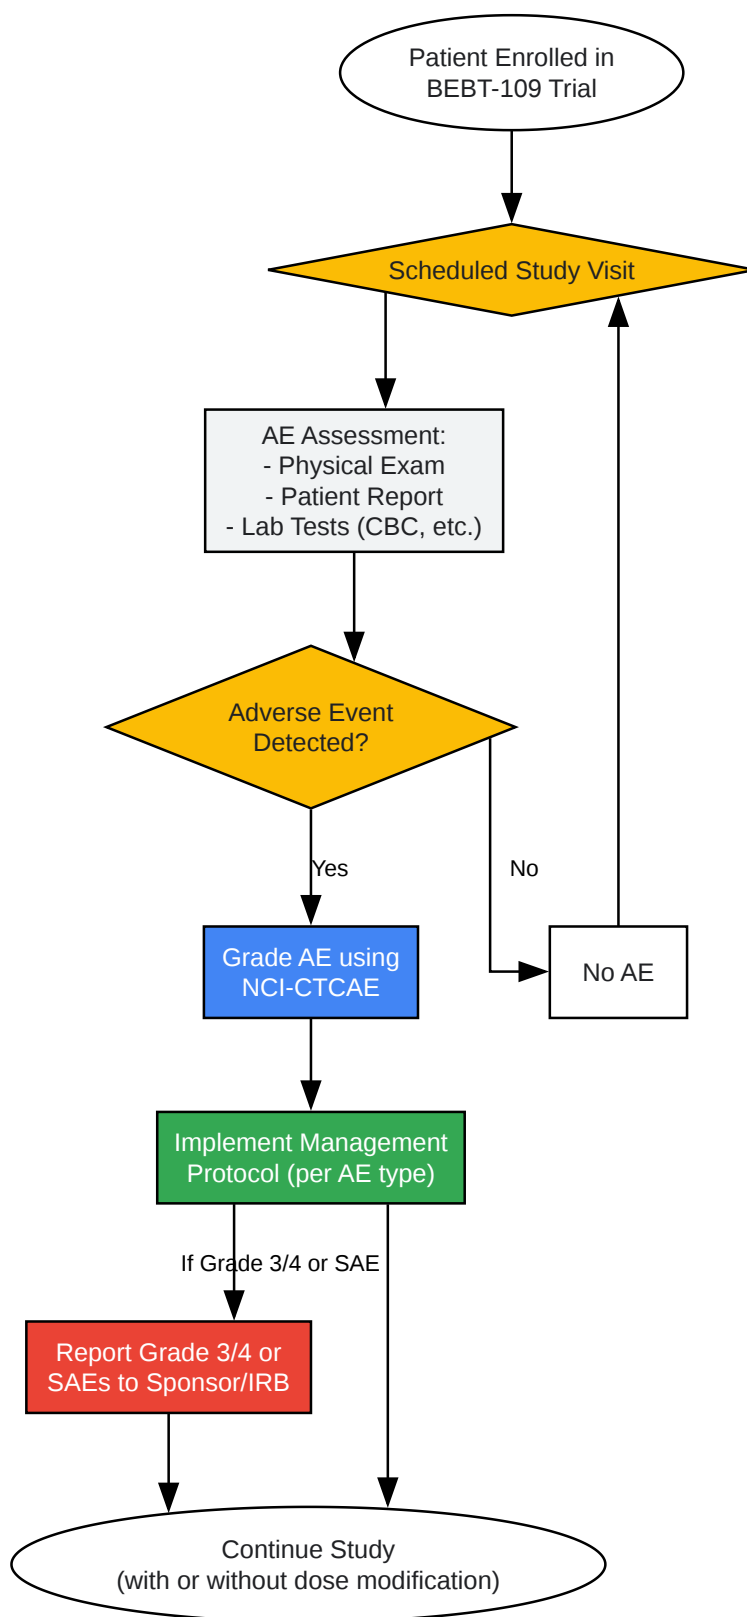 Patient Enrolled in
BEBT-109 Trial
Scheduled Study Visit
AE Assessment:
- Physical Exam
- Patient Report
- Lab Tests (CBC, etc.)
Adverse Event
Detected?
Yes
No
Grade AE using
NCI-CTCAE
No AE
Implement Management
Protocol (per AE type)
If Grade 3/4 or SAE
Report Grade 3/4 or
SAEs to Sponsor/IRB
Continue Study
(with or without dose modification)